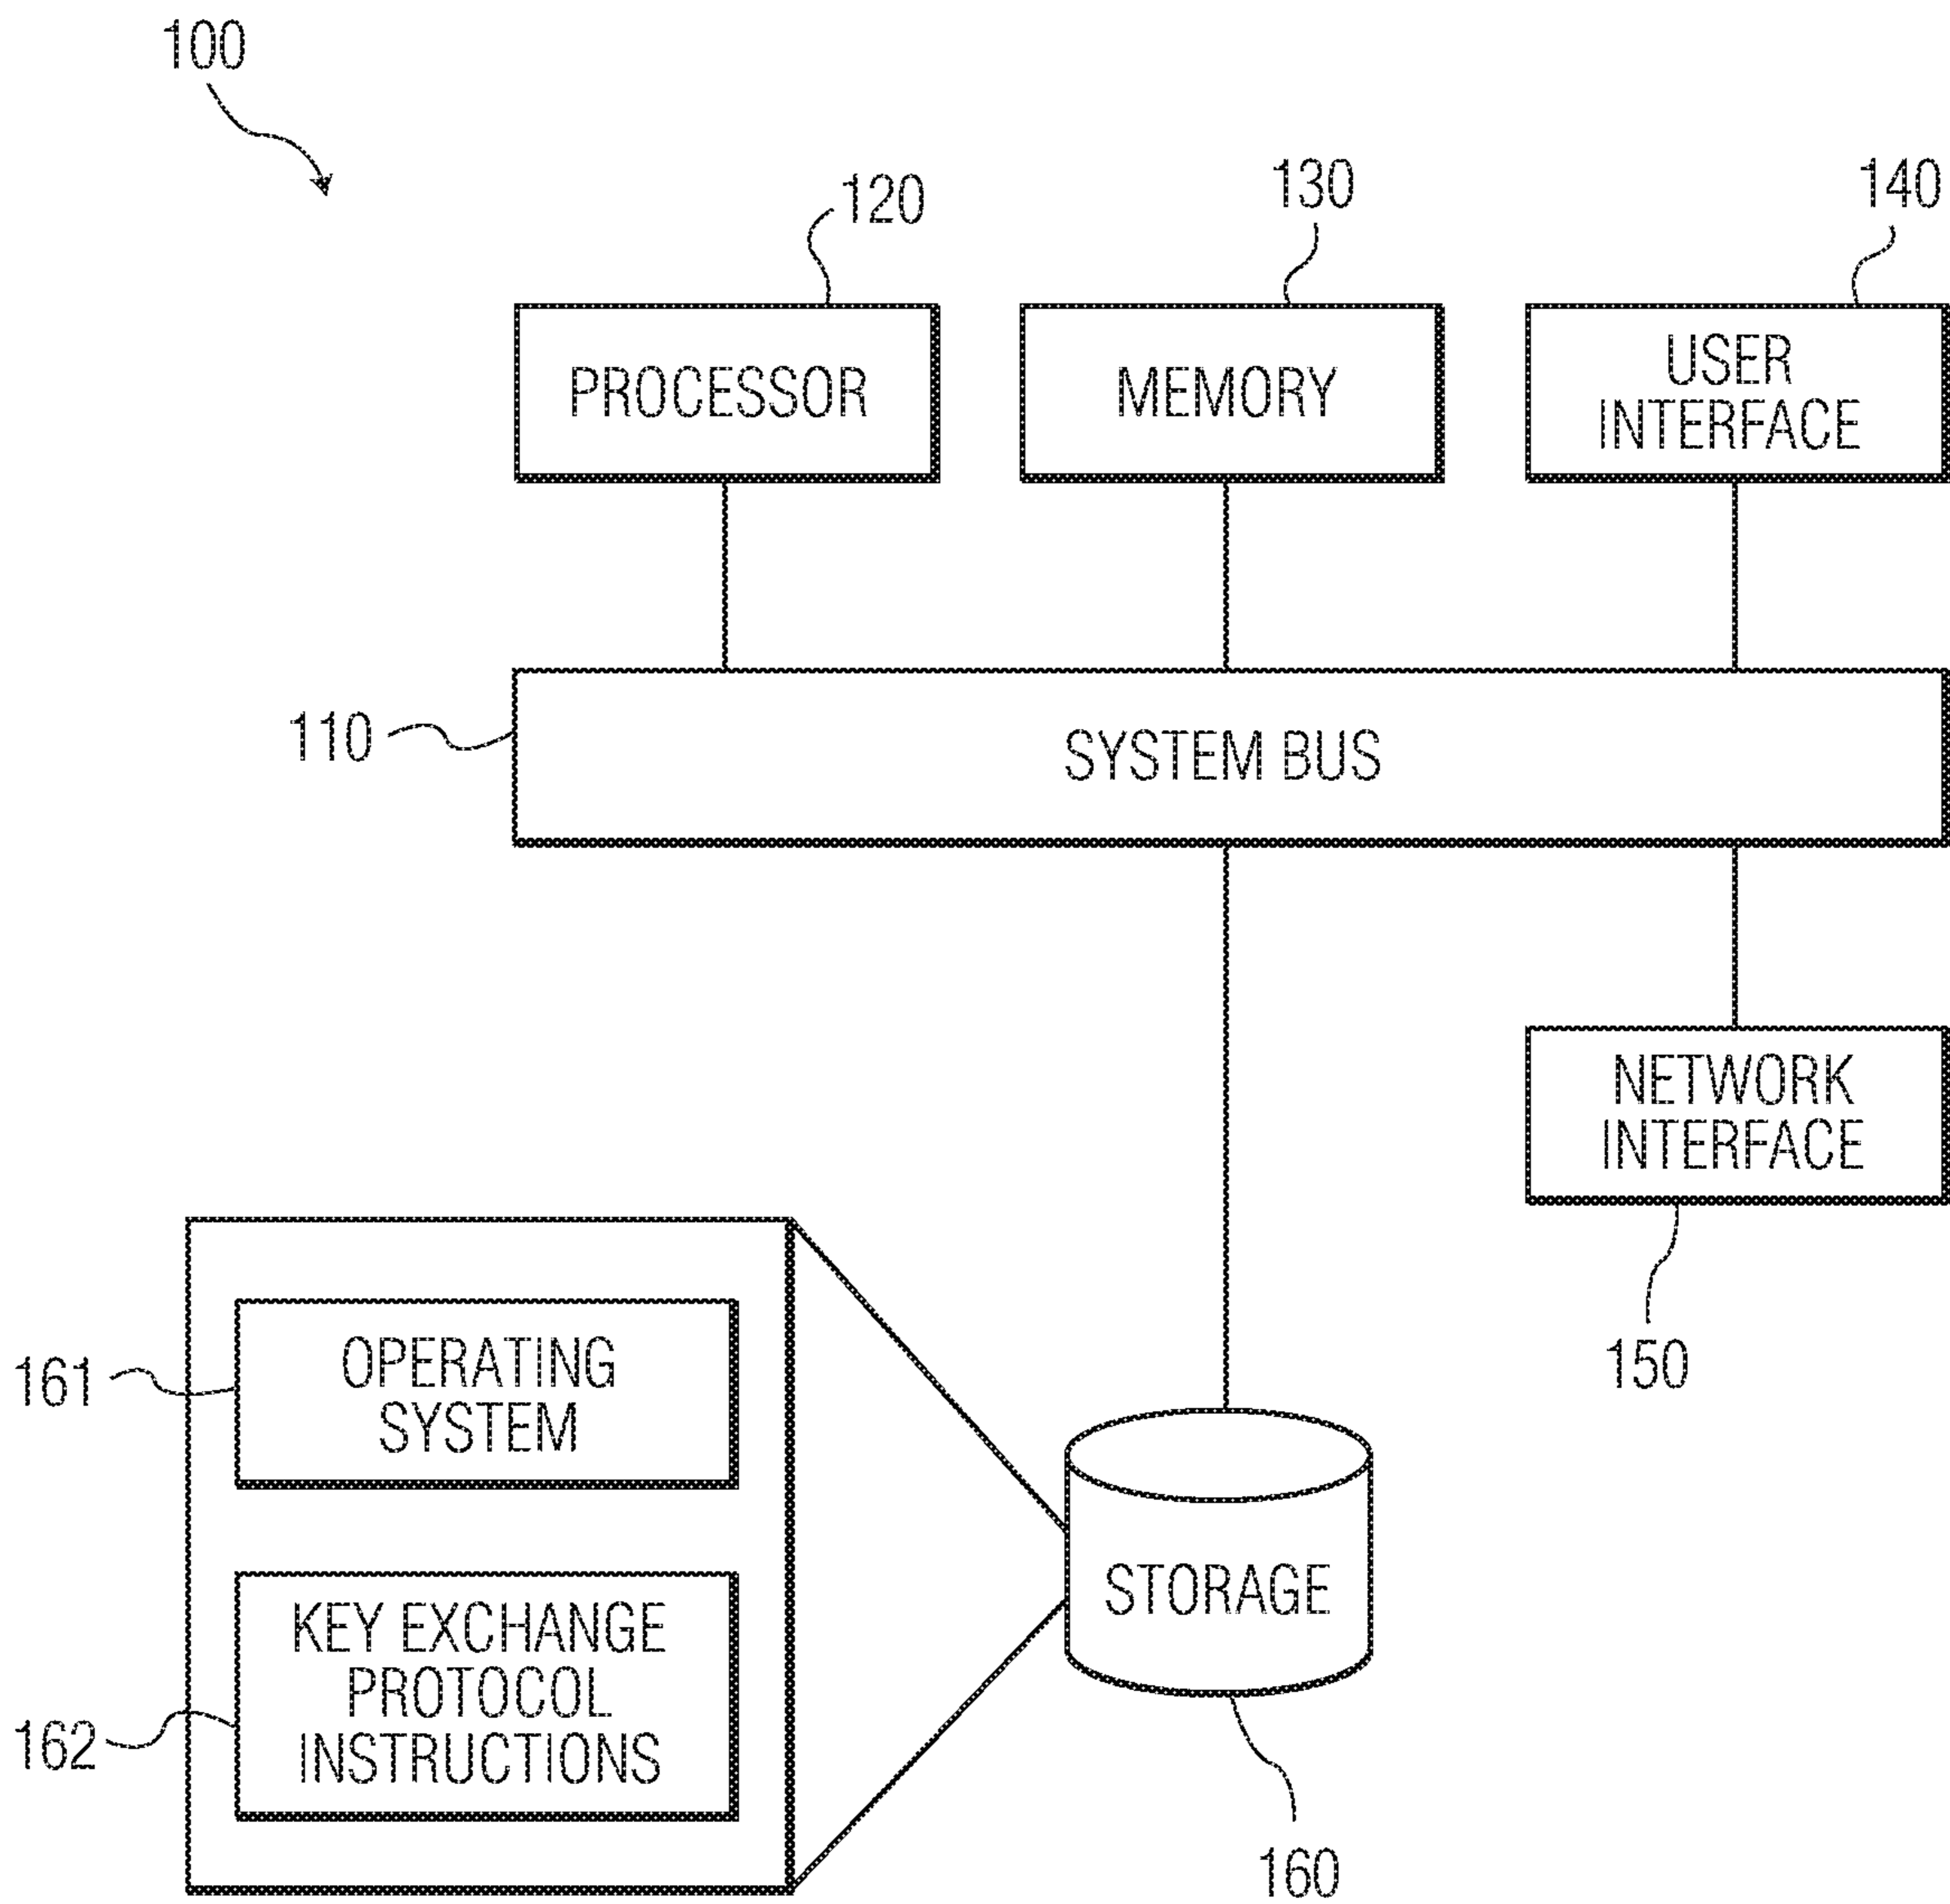 100
120
130
140
PROCESSOR
MEMORY
USER
INTERFACE
110
SYSTEM BUS
NETWORK
INTERFACE
150
161
OPERATING
SYSTEM
162
KEY EXCHANGE
PROTOCOL
INSTRUCTIONS
STORAGE
160